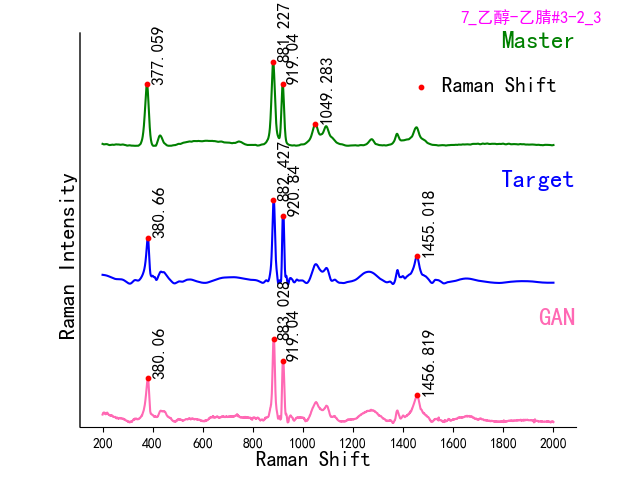 7_乙醇-乙腈#3-2_3
Master
377.059
881.227
919.04
1049.283
Raman Shift
Target
380.66
882.427
920.84
1455.018
GAN
380.06
883.028
919.04
1456.819
Raman Intensity
200 400 600 800 1000 1200 1400 1600 1800 2000
Raman Shift